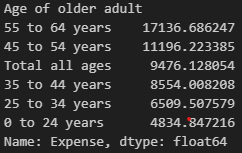 Age of older adult
55 to 64 years    17136.686247
45 to 54 years    11196.223385
Total all ages     9476.128054
35 to 44 years     8554.008208
25 to 34 years     6509.507579
0 to 24 years      4834.847216
Name: Expense, dtype: float64